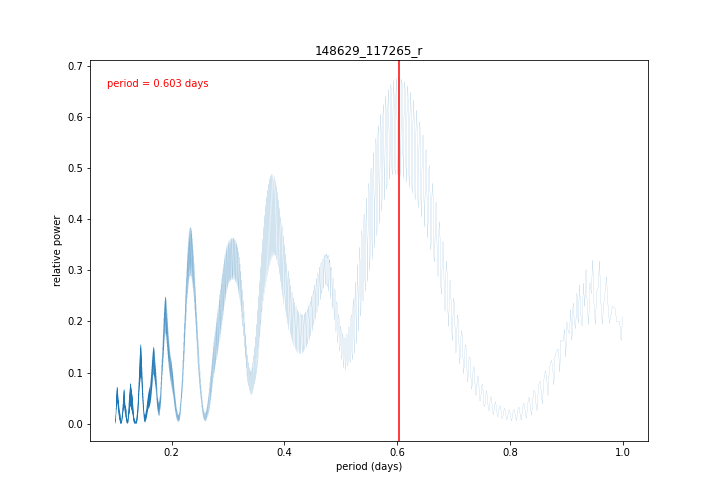 148629_117265_r
period = 0.603 days
relative power
0.7
0.6
0.5
0.4
0.3
0.2
0.1
0.0
0.2 0.4 0.6 0.8 1.0
period (days)